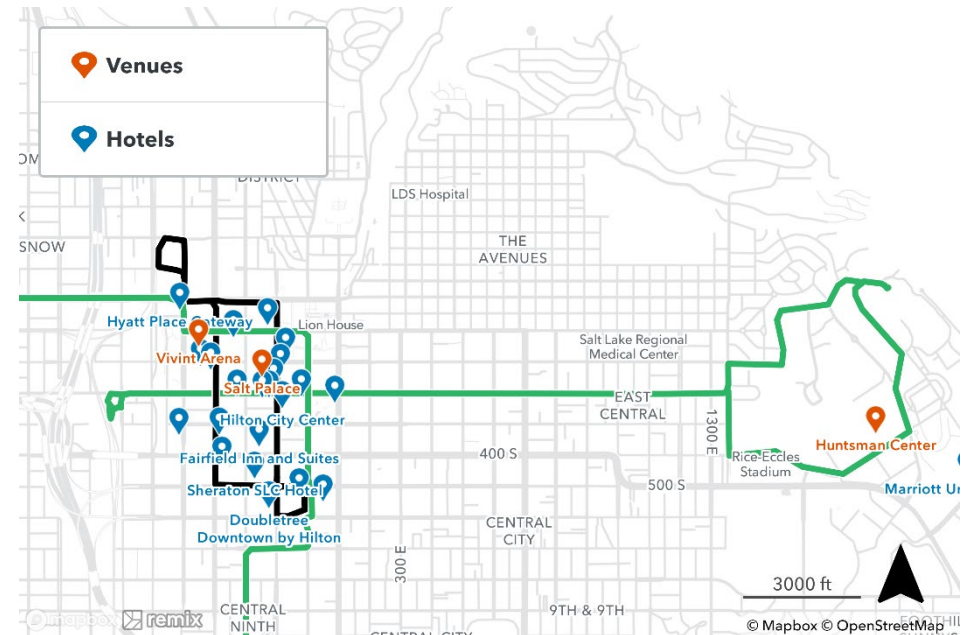 Venues
Hotels
DISTRICT
LDS Hospital
SNOW
THE
AVENUES
Hyatt Place Gateway
Lion House
Vivint Arena
Salt Lake Regional
Medical Center
Salt Palace
EAST
CENTRAL
1300 E
Hilton City Center
Huntsman Center
Fairfield Inn and Suites
400 S
Rice-Eccles
Stadium
Sheraton SLC Hotel
500 S
Marriott Un
Doubletree
Downtown by Hilton
CENTRAL
CITY
300 E
3000 ft
CENTRAL
NINTH
9TH & 9TH
mapbox remix
© Mapbox © OpenStreetMap
CENTRAL CITY